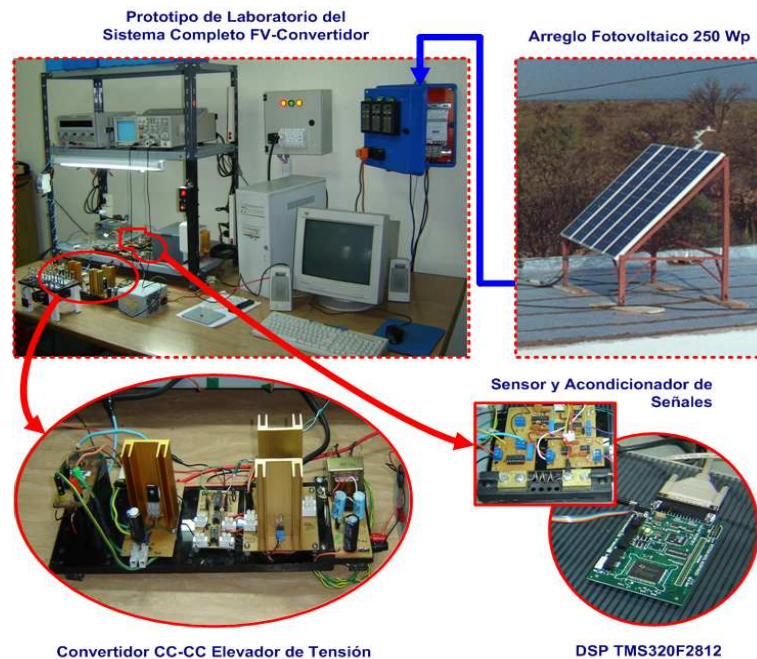 Prototipo de Laboratorio del
Sistema Completo FV-Convertidor
Arreglo Fotovoltaico 250 Wp
Sensor y Acondicionador de
Señales
Convertidor CC-CC Elevador de Tensión
DSP TMS320F2812